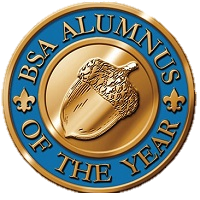 BSA ALUMNUS
OF THE YEAR